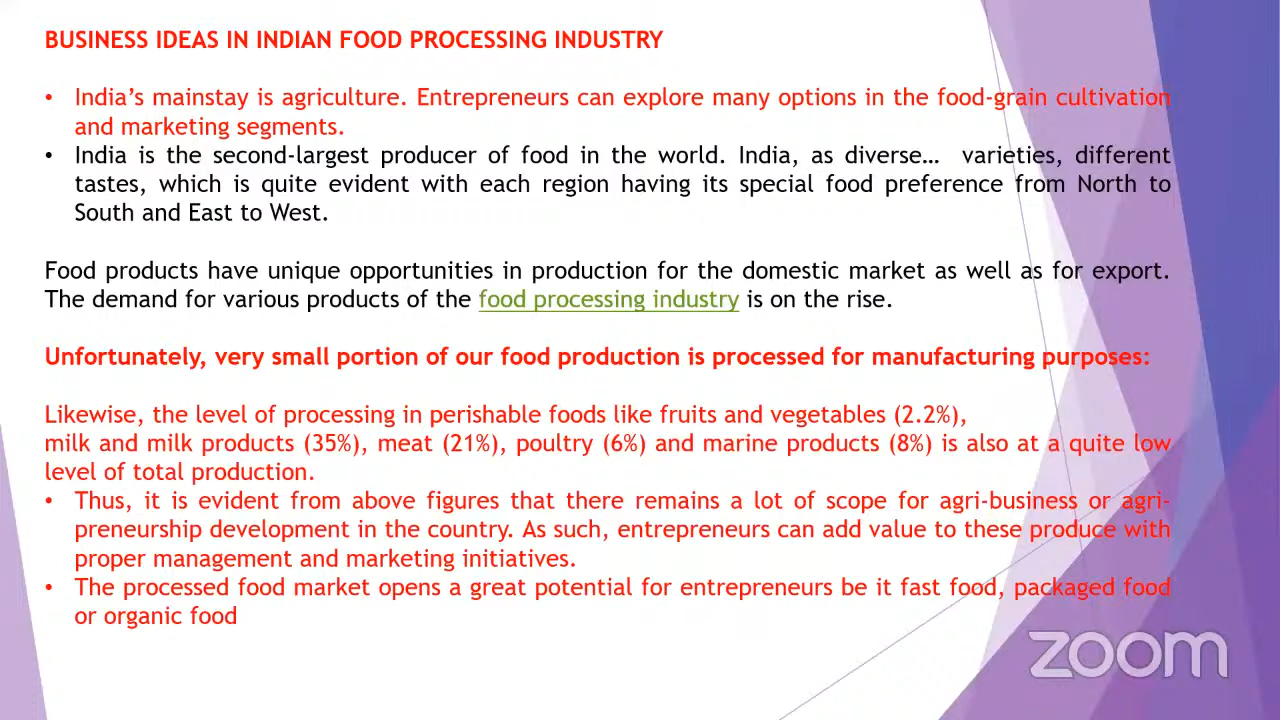 BUSINESS IDEAS IN INDIAN FOOD PROCESSING INDUSTRY
• India’s mainstay is agriculture. Entrepreneurs can explore many options in the food-grain cultivation
and marketing segments.
• India is the second-largest producer of food in the world. India, as diverse… varieties, different
tastes, which is quite evident with each region having its special food preference from North to
South and East to West.
Food products have unique opportunities in production for the domestic market as well as for export.
The demand for various products of the food processing industry is on the rise.
Unfortunately, very small portion of our food production is processed for manufacturing purposes:
Likewise, the level of processing in perishable foods like fruits and vegetables (2.2%),
milk and milk products (35%), meat (21%), poultry (6%) and marine products (8%) is also at a quite low
level of total production.
• Thus, it is evident from above figures that there remains a lot of scope for agri-business or agri-
preneurship development in the country. As such, entrepreneurs can add value to these produce with
proper management and marketing initiatives.
• The processed food market opens a great potential for entrepreneurs be it fast food, packaged food
or organic food
zoom